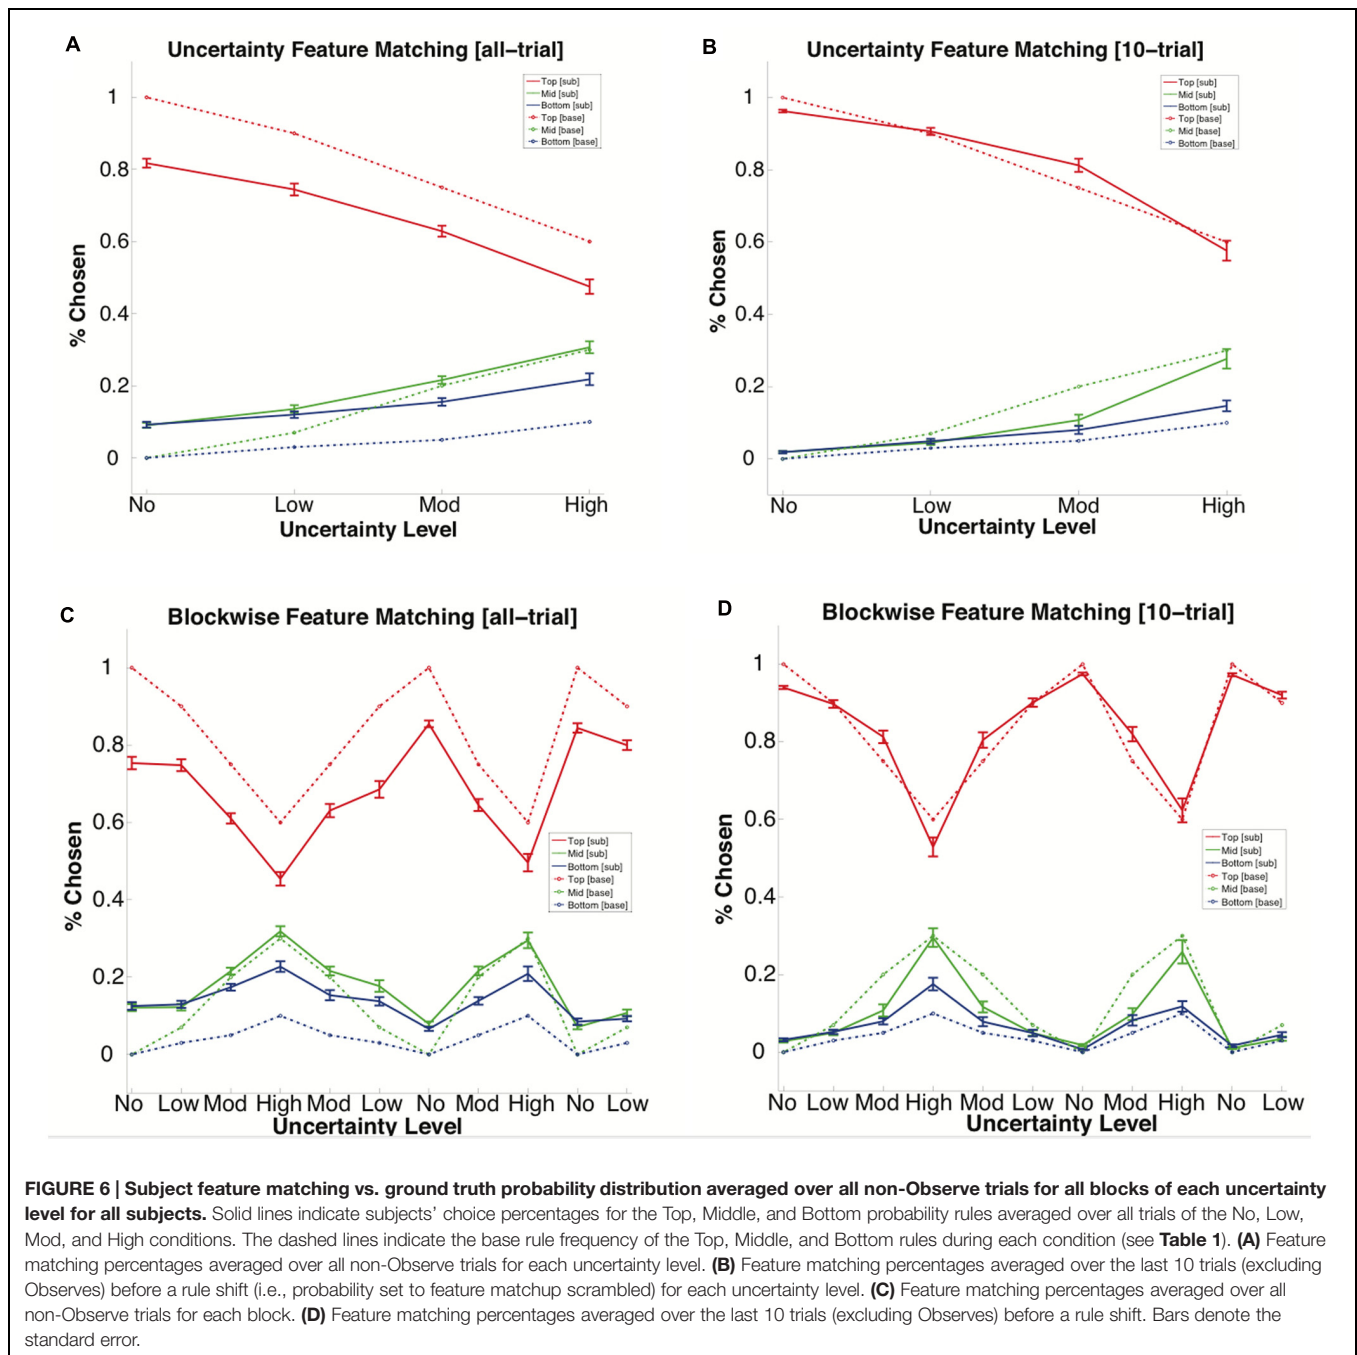 A
Uncertainty Feature Matching [all–trial]
Top [sub]
Mid [sub]
Bottom [sub]
Top [base]
Mid [base]
Bottom [base]
1
0.8
0.6
0.4
0.2
0
% Chosen
No Low Mod High
Uncertainty Level
B
Uncertainty Feature Matching [10–trial]
Top [sub]
Mid [sub]
Bottom [sub]
Top [base]
Mid [base]
Bottom [base]
1
0.8
0.6
0.4
0.2
0
% Chosen
No Low Mod High
Uncertainty Level
C
Blockwise Feature Matching [all–trial]
1
0.8
0.6
0.4
0.2
0
% Chosen
Top [sub]
Mid [sub]
Bottom [sub]
Top [base]
Mid [base]
Bottom [base]
No Low Mod High Mod Low No Mod High No Low
Uncertainty Level
D
Blockwise Feature Matching [10–trial]
1
0.8
0.6
0.4
0.2
0
% Chosen
Top [sub]
Mid [sub]
Bottom [sub]
Top [base]
Mid [base]
Bottom [base]
No Low Mod High Mod Low No Mod High No Low
Uncertainty Level
FIGURE 6 | Subject feature matching vs. ground truth probability distribution averaged over all non-Observe trials for all blocks of each uncertainty
level for all subjects. Solid lines indicate subjects' choice percentages for the Top, Middle, and Bottom probability rules averaged over all trials of the No, Low,
Mod, and High conditions. The dashed lines indicate the base rule frequency of the Top, Middle, and Bottom rules during each condition (see Table 1). (A) Feature
matching percentages averaged over all non-Observe trials for each uncertainty level. (B) Feature matching percentages averaged over the last 10 trials (excluding
Observes) before a rule shift (i.e., probability set to feature matchup scrambled) for each uncertainty level. (C) Feature matching percentages averaged over all
non-Observe trials for each block. (D) Feature matching percentages averaged over the last 10 trials (excluding Observes) before a rule shift. Bars denote the
standard error.